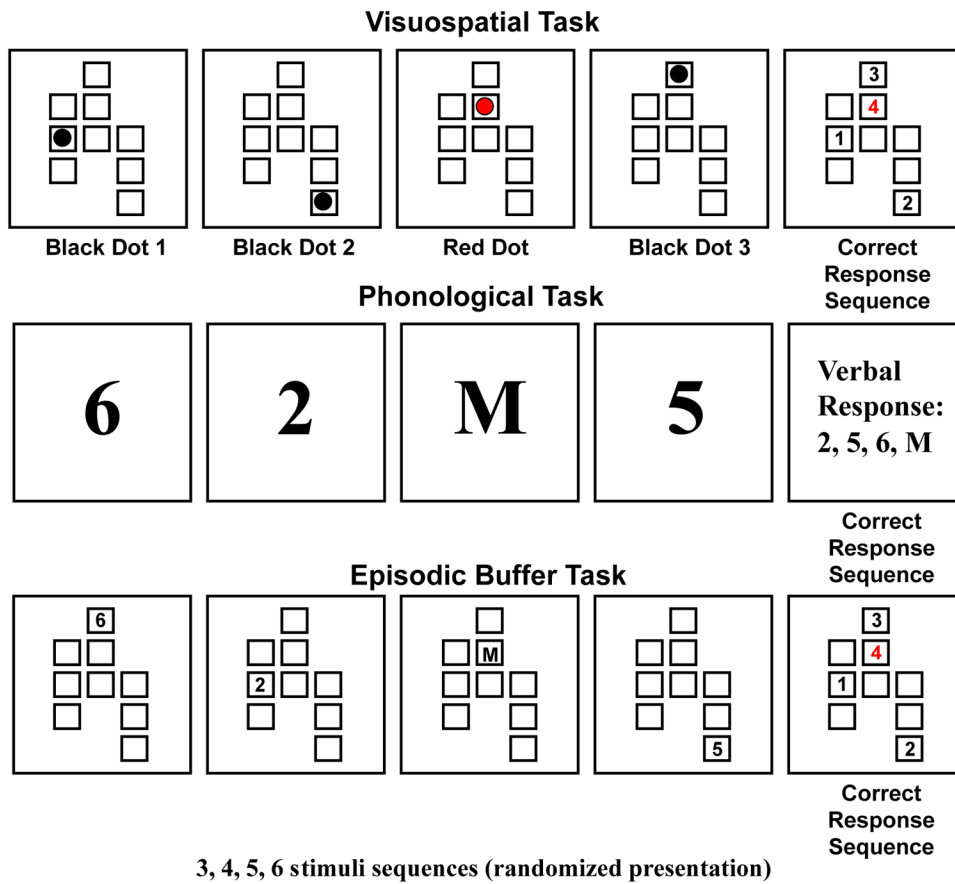 Visuospatial Task
3
4
1
2
Black Dot 1
Black Dot 2
Red Dot
Black Dot 3
Correct
Response
Sequence
Phonological Task
6
2
M
5
Verbal
Response:
2, 5, 6, M
Correct
Response
Sequence
Episodic Buffer Task
6
2
M
5
3
4
1
2
Correct
Response
Sequence
3, 4, 5, 6 stimuli sequences (randomized presentation)